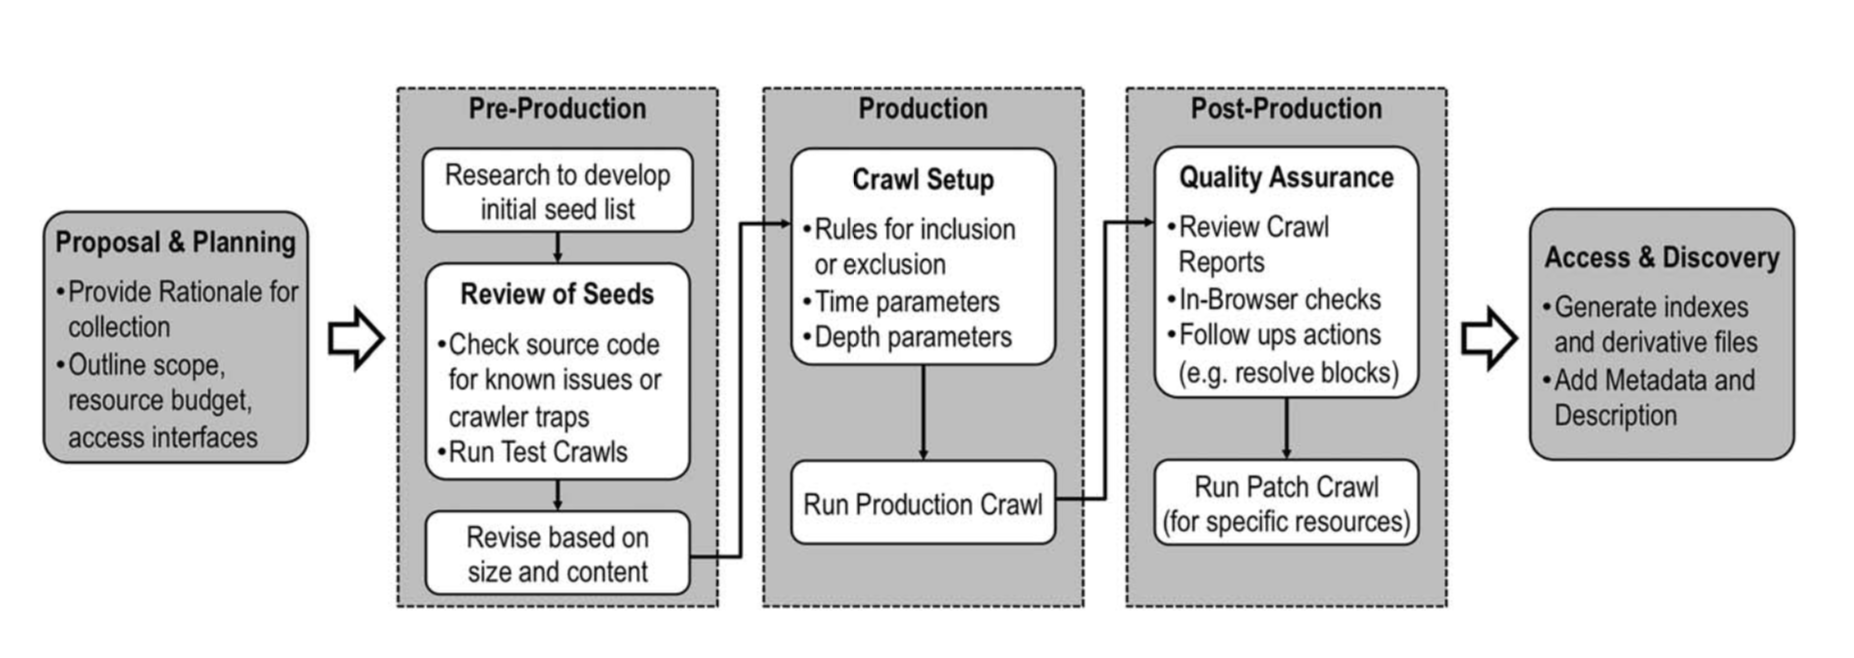 Proposal & Planning
•Provide Rationale for
collection
•Outline scope,
resource budget,
access interfaces
Pre-Production
Research to develop
initial seed list
Review of Seeds
•Check source code
for known issues or
crawler traps
•Run Test Crawls
Revise based on
size and content
Production
Crawl Setup
•Rules for inclusion
or exclusion
•Time parameters
•Depth parameters
Run Production Crawl
Post-Production
Quality Assurance
•Review Crawl
Reports
•In-Browser checks
•Follow ups actions
(e.g. resolve blocks)
Run Patch Crawl
(for specific resources)
Access & Discovery
•Generate indexes
and derivative files
•Add Metadata and
Description